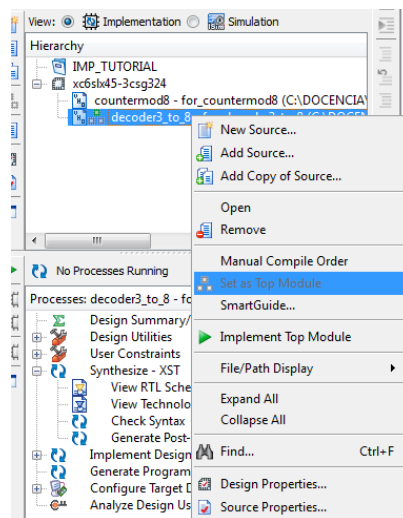 View: Implementation Simulation
Hierarchy
IMP_TUTORIAL
xc6slx45-3csg324
countermod8 - for_countermod8 (C:\DOCENCIA\
decoder3_to_8
New Source...
Add Source...
Add Copy of Source...
Open
Remove
Manual Compile Order
Set as Top Module
SmartGuide...
Implement Top Module
File/Path Display
Expand All
Collapse All
Find... Ctrl+F
Design Properties...
Source Properties...
No Processes Running
Processes: decoder3_to_8 - fo
Design Summary/
Design Utilities
User Constraints
Synthesize - XST
View RTL Sche
View Technolo
Check Syntax
Generate Post-
Implement Design
Generate Program
Configure Target D
Analyze Design Us